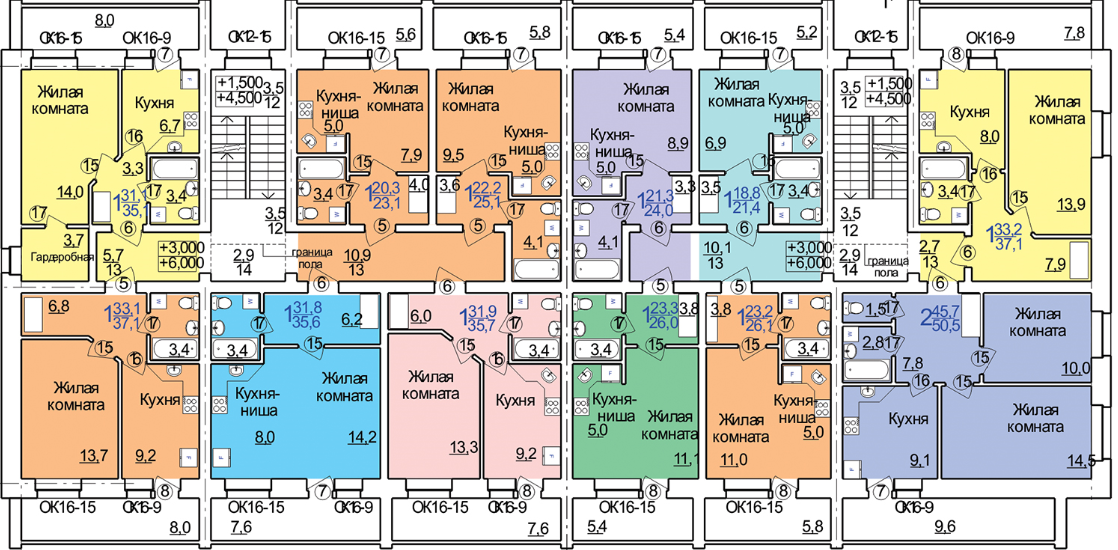 8,0
5,6
5,8
5,4
5,2
7,8
ОК16-15
ОК16-9
ОК12-15
ОК16-15
ОК16-15
ОК16-15
ОК16-15
ОК12-15
ОК16-9
7
7
7
7
7
8
Жилая
комната
14,0
Кухня
6,7
16
15
3,3
17
3,4
17
6
3,7
Гардеробная
5,7
13
5
+1,500
+4,500
3,5
12
3,5
12
+3,000
+6,000
2,9
14
граница
пола
Кухня-
ниша
5,0
Жилая
комната
7,9
15
3,4
17
1 20,3
23,1
4,0
5
10,9
13
6
6
Жилая
комната
9,5
15
Кухня-
ниша
5,0
3,6
1 22,2
25,1
17
4,1
5
Жилая
комната
8,9
Кухня-
ниша
5,0
15
1 21,3
24,0
3,3
17
4,1
6
5
Жилая
комната
6,9
Кухня-
ниша
5,0
15
3,5
1 18,8
21,4
17
3,4
6
10,1
13
5
+3,000
+6,000
3,5
12
+1,500
+4,500
3,5
12
2,9
14
граница
пола
Кухня
8,0
16
15
3,4
17
Жилая
комната
13,9
1 33,2
37,1
7,9
6
2,7
13
6
6,8
1 33,1
37,1
17
3,4
15
16
Жилая
комната
13,7
Кухня
9,2
17
3,4
1 31,8
35,6
6,2
15
Кухня-
ниша
8,0
Жилая
комната
14,2
6,0
1 31,9
35,7
17
3,4
15
16
Жилая
комната
13,3
Кухня
9,2
17
3,4
1 23,3
26,0
3,8
15
Кухня-
ниша
5,0
Жилая
комната
11,1
3,8
1 23,2
26,1
17
3,4
15
Жилая
комната
11,0
Кухня-
ниша
5,0
1,5
17
2,8
17
7,8
2 45,7
50,5
15
16
15
Жилая
комната
10,0
Кухня
9,1
Жилая
комната
14,5
8
7
8
8
8
7
ОК16-15
ОК16-9
ОК16-15
ОК16-9
ОК16-15
ОК16-9
ОК16-15
ОК16-15
ОК16-9
8,0
7,6
7,6
5,4
5,8
9,6